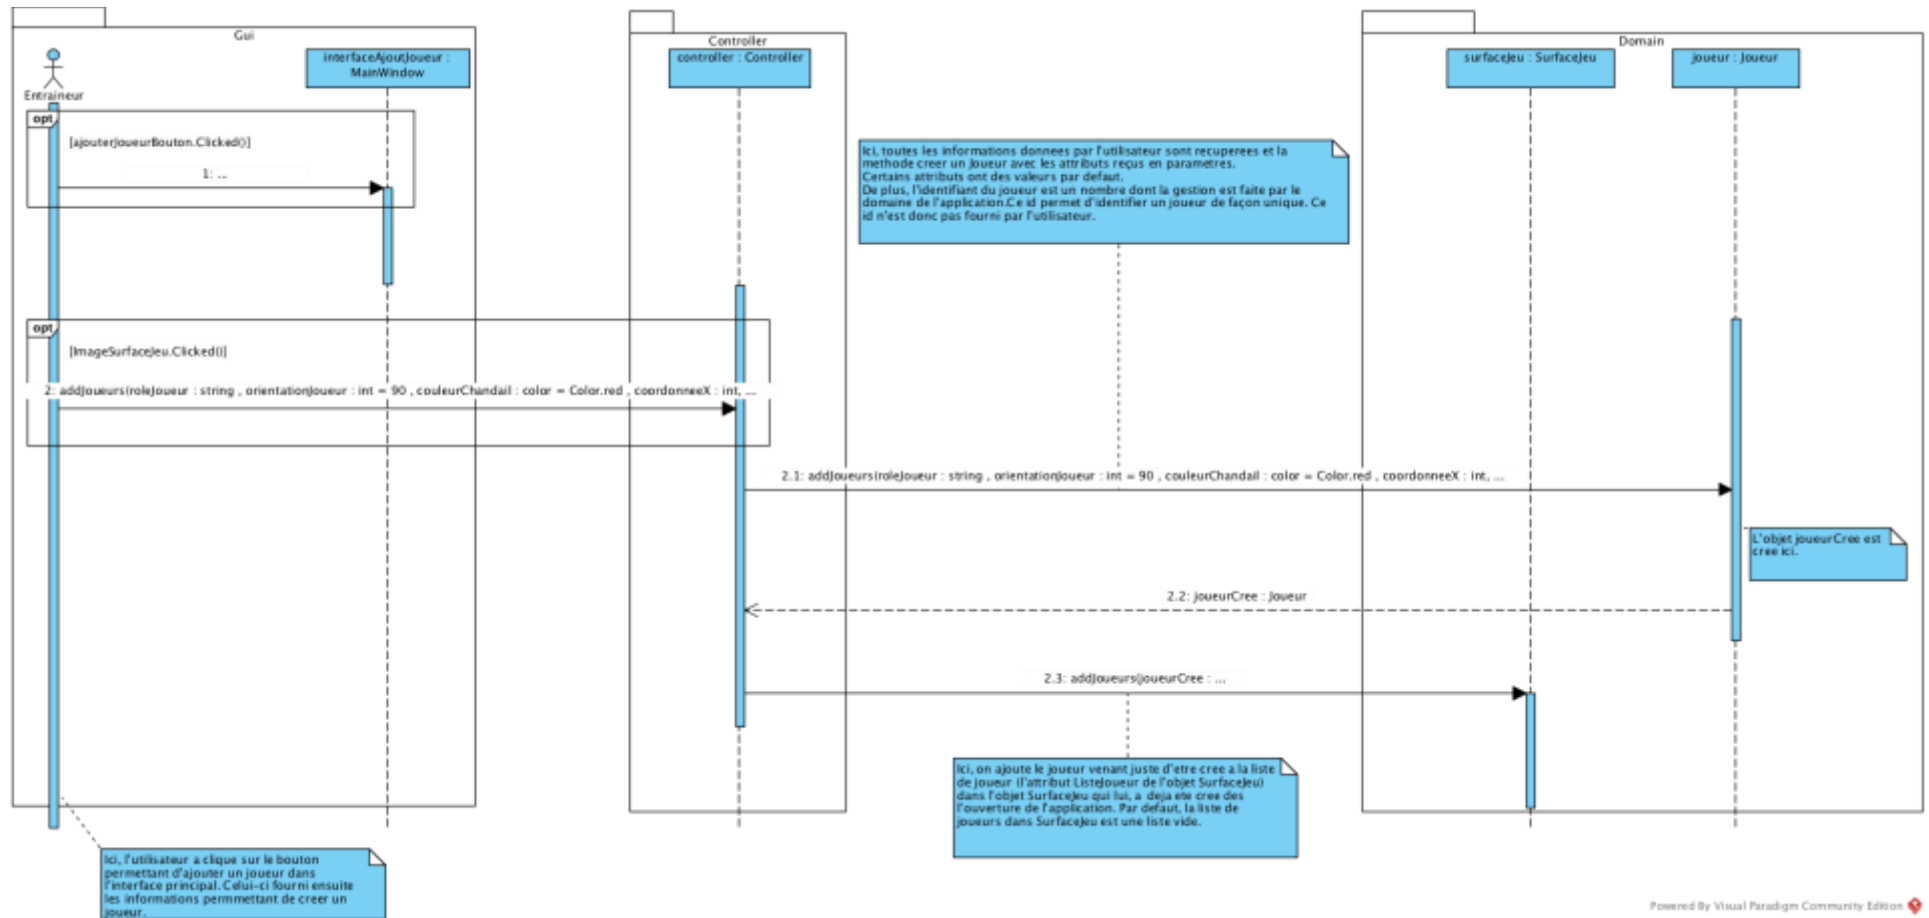 Gui
Controller
Domain
Entraineur
interfaceAjoutJoueur :
MainWindow
controller : Controller
surfaceJeu : SurfaceJeu
joueur : Joueur
opt
[ajouterJoueurBouton.Clicked()]
1: ...
Ici, toutes les informations donnees par l'utilisateur sont recuperees et la
methode creer un Joueur avec les attributs reçus en parametres.
Certains attributs ont des valeurs par defaut.
De plus, l'identifiant du joueur est un nombre dont la gestion est faite par le
domaine de l'application.Ce id permet d'identifier un joueur de façon unique. Ce
id n'est donc pas fourni par l'utilisateur.
opt
[ImageSurfaceJeu.Clicked()]
2: addJoueurs(roleJoueur : string , orientationJoueur : int = 90 , couleurChandail : color = Color.red , coordonneeX : int, ...
2.1: addJoueurs(roleJoueur : string , orientationJoueur : int = 90 , couleurChandail : color = Color.red , coordonneeX : int, ...
L'objet joueurCree est
cree ici.
2.2: joueurCree : Joueur
2.3: addJoueurs(joueurCree : ...
Ici, on ajoute le joueur venant juste d'etre cree a la liste
de joueur (l'attribut ListeJoueur de l'objet SurfaceJeu)
dans l'objet SurfaceJeu qui lui, a deja ete cree des
l'ouverture de l'application. Par defaut, la liste de
joueurs dans SurfaceJeu est une liste vide.
Ici, l'utilisateur a clique sur le bouton
permettant d'ajouter un joueur dans
l'interface principal. Celui-ci fourni ensuite
les informations permmettant de creer un
joueur.
Powered By Visual Paradigm Community Edition